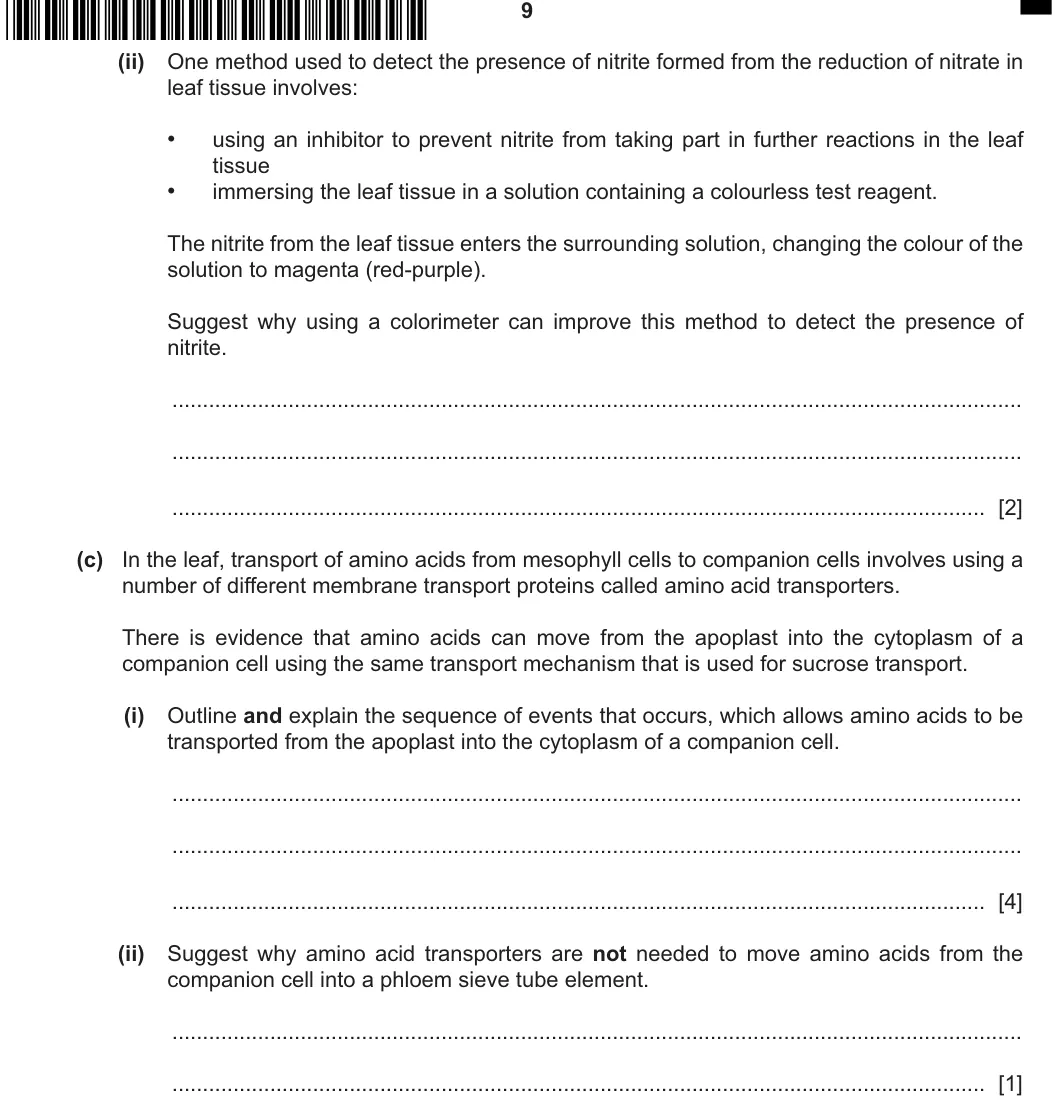 9
(ii) One method used to detect the presence of nitrite formed from the reduction of nitrate in
leaf tissue involves:
• using an inhibitor to prevent nitrite from taking part in further reactions in the leaf
tissue
• immersing the leaf tissue in a solution containing a colourless test reagent.
The nitrite from the leaf tissue enters the surrounding solution, changing the colour of the
solution to magenta (red-purple).
Suggest why using a colorimeter can improve this method to detect the presence of
nitrite.
..........................................................................................................................................
..........................................................................................................................................
.................................................................................................................................... [2]
(c) In the leaf, transport of amino acids from mesophyll cells to companion cells involves using a
number of different membrane transport proteins called amino acid transporters.
There is evidence that amino acids can move from the apoplast into the cytoplasm of a
companion cell using the same transport mechanism that is used for sucrose transport.
(i) Outline and explain the sequence of events that occurs, which allows amino acids to be
transported from the apoplast into the cytoplasm of a companion cell.
..........................................................................................................................................
..........................................................................................................................................
.................................................................................................................................... [4]
(ii) Suggest why amino acid transporters are not needed to move amino acids from the
companion cell into a phloem sieve tube element.
..........................................................................................................................................
.................................................................................................................................... [1]